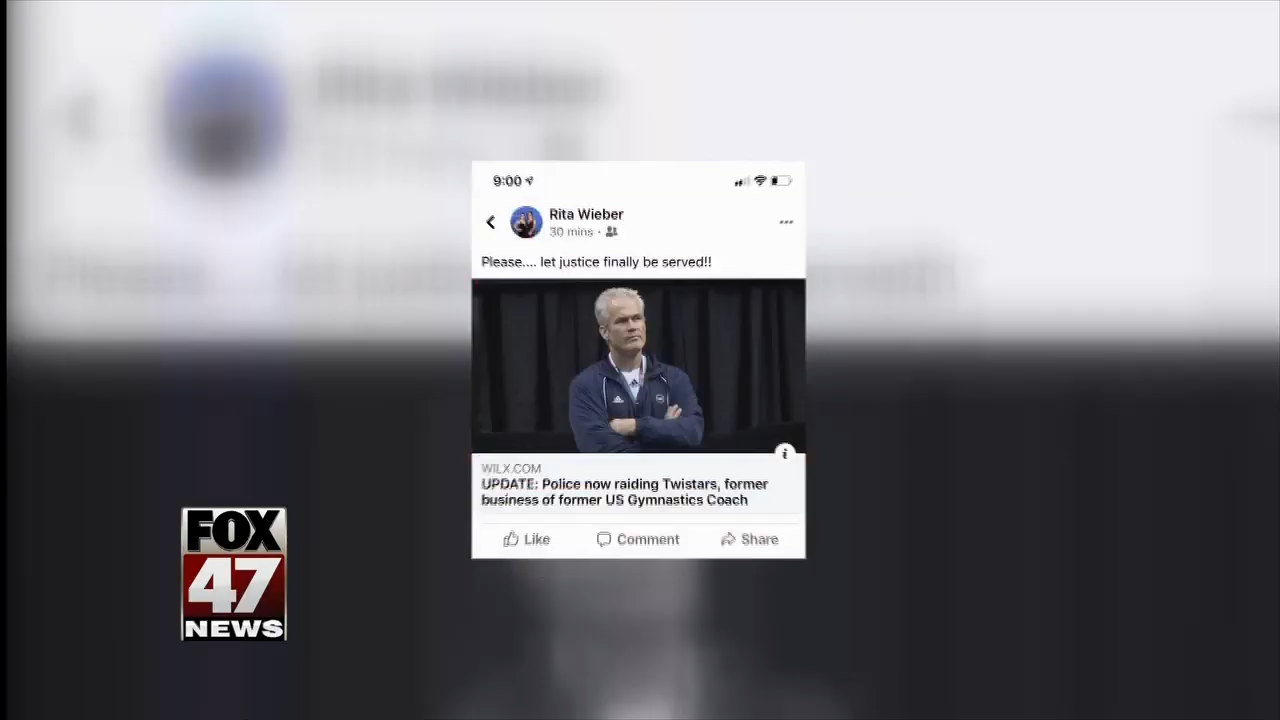 9:00
Rita Wieber
30 mins ·
Please.... let justice finally be served!!
i
WILX.COM
UPDATE: Police now raiding Twistars, former
business of former US Gymnastics Coach
Like Comment Share
FOX
47
NEWS